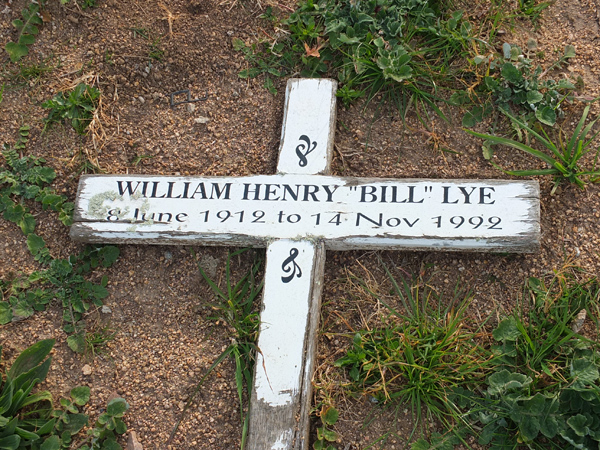 WILLIAM HENRY "BILL" LYE
8 June 1912 to 14 Nov 1992